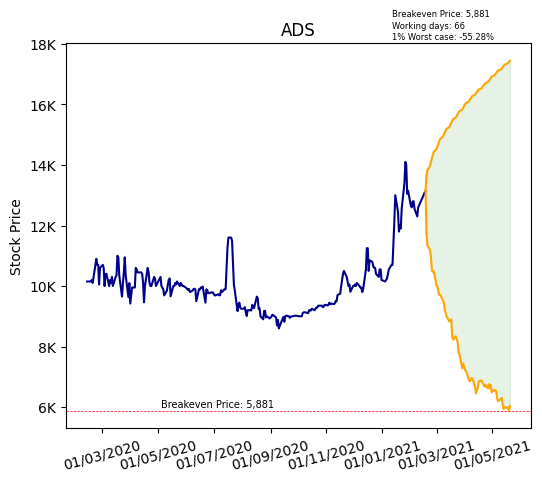 Breakeven Price: 5,881
Working days: 66
1% Worst case: -55.28%
ADS
18K
16K
14K
12K
10K
8K
6K
Stock Price
Breakeven Price: 5,881
01/03/2020
01/05/2020
01/07/2020
01/09/2020
01/11/2020
01/01/2021
01/03/2021
01/05/2021